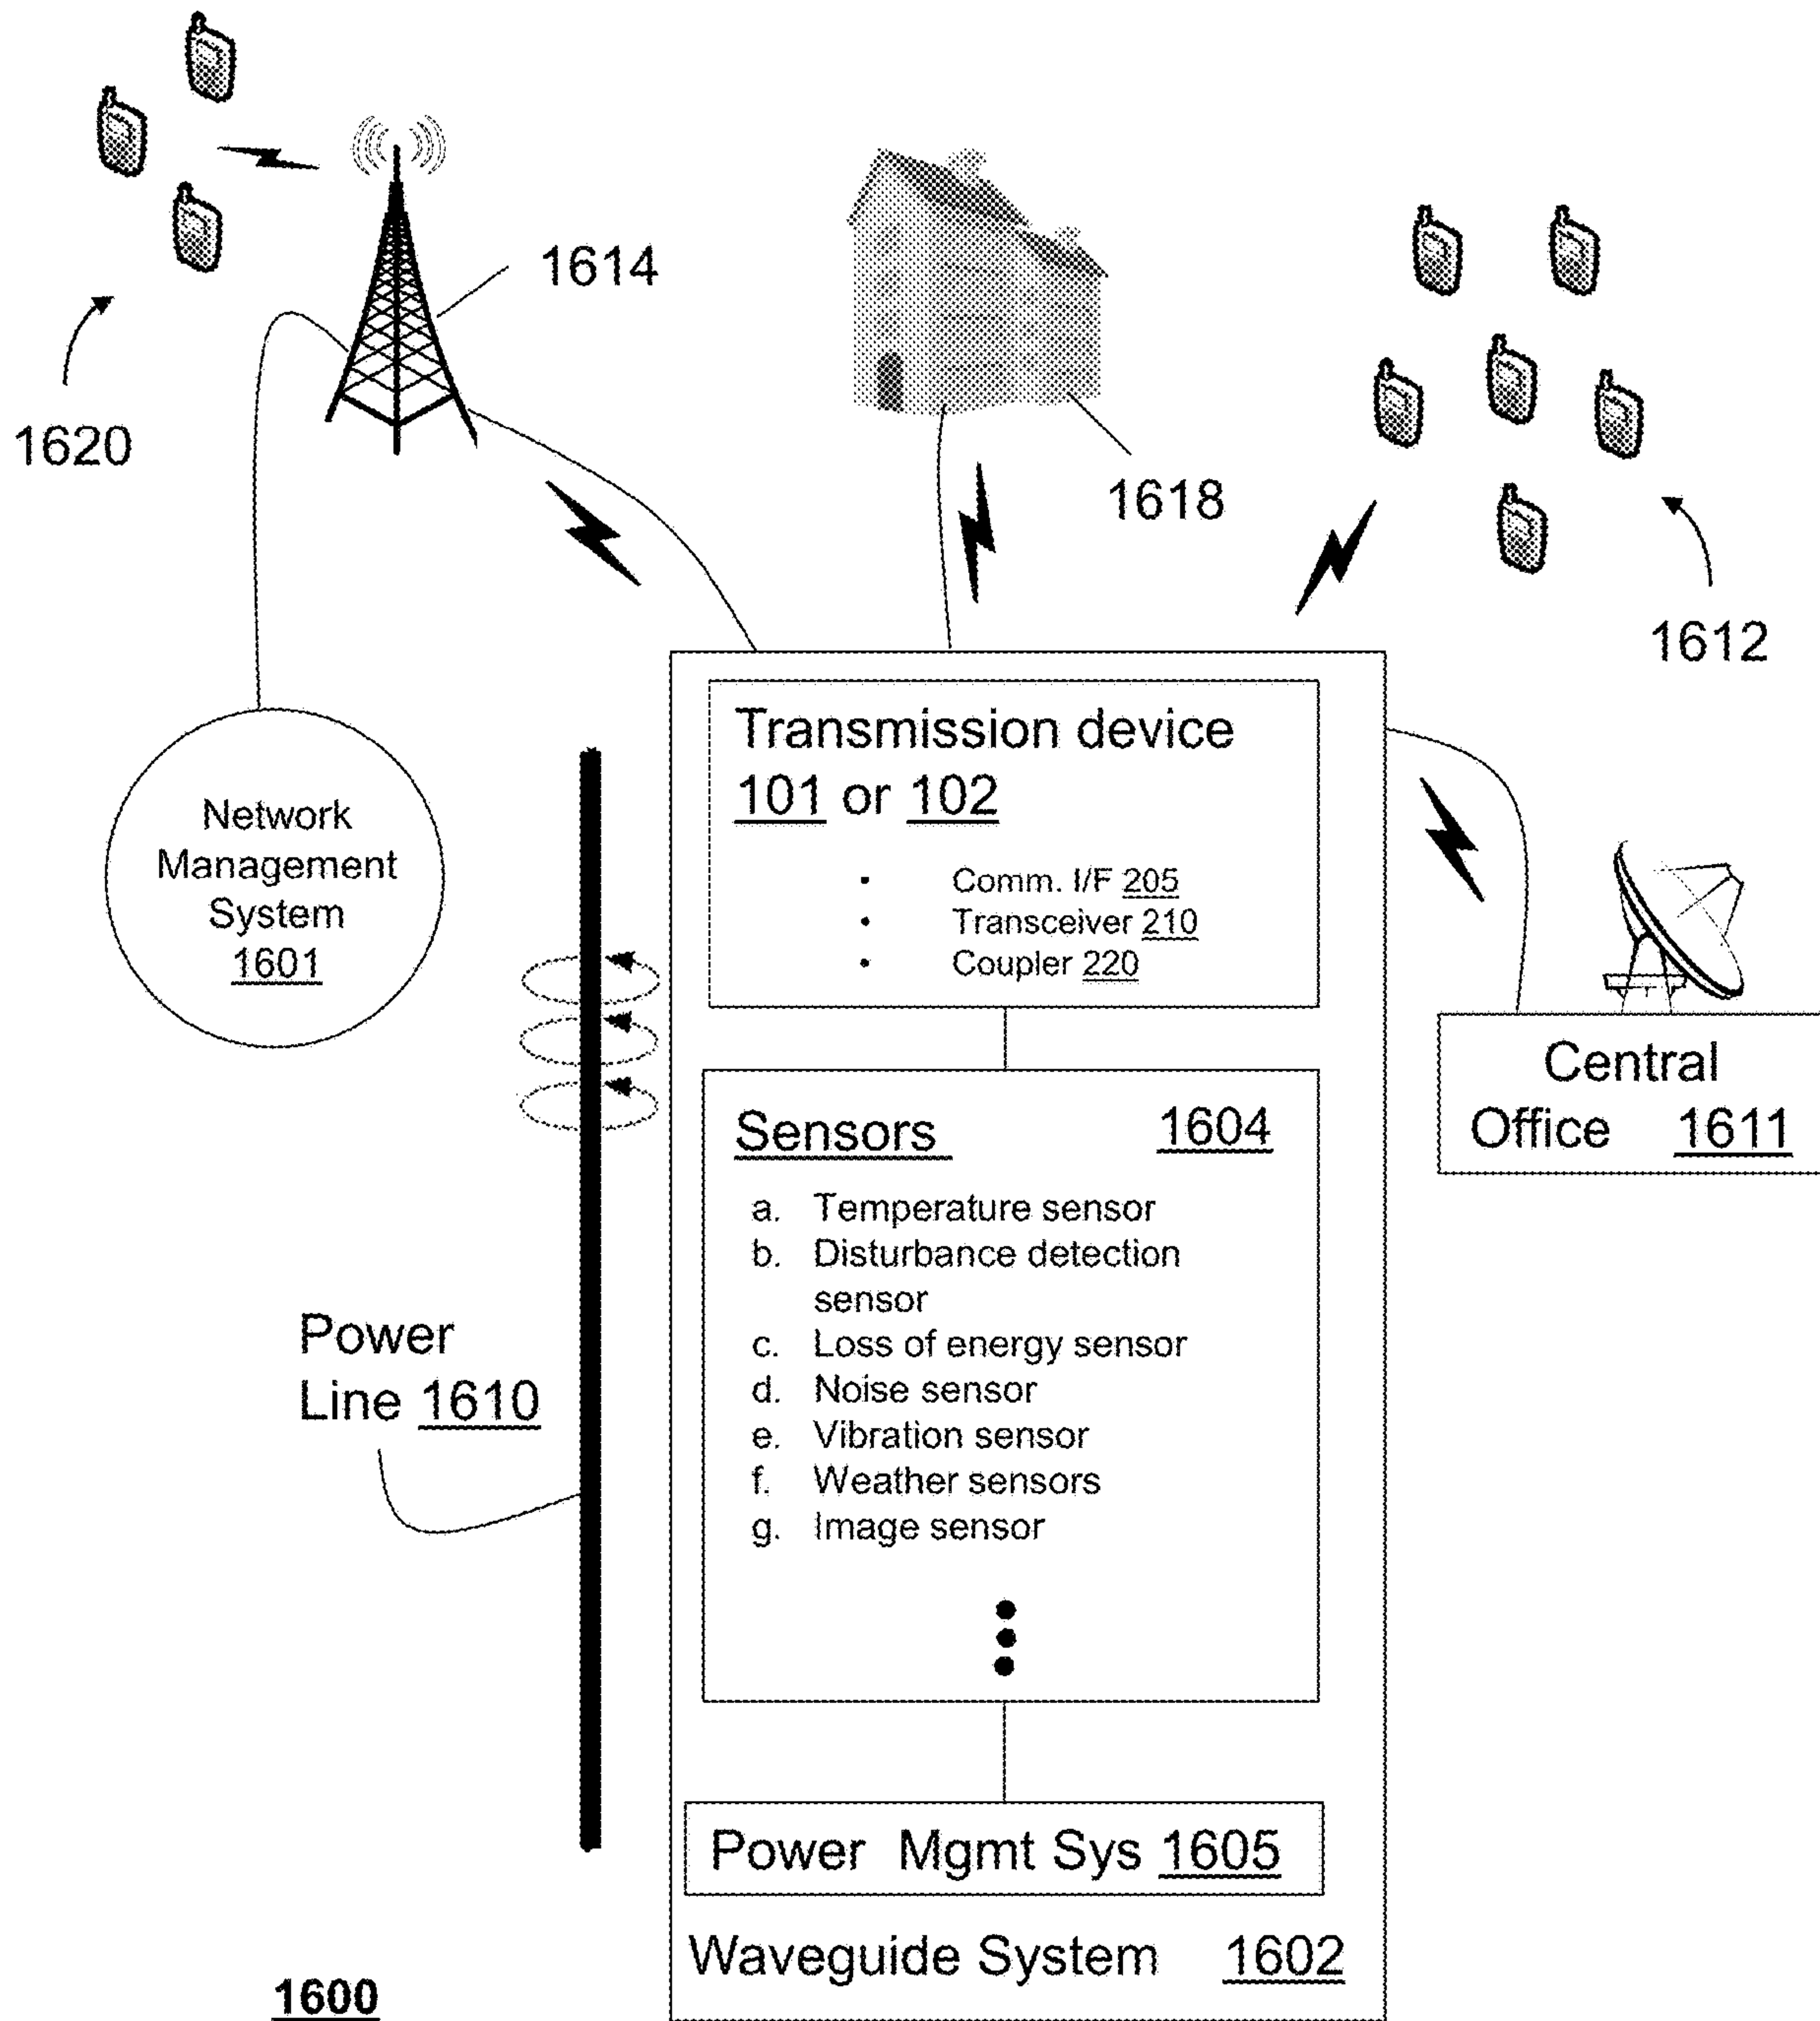 1614
1620
1618
1612
Network
Management
System
1601
Transmission device
101 or 102
• Comm. I/F 205
• Transceiver 210
• Coupler 220
Central
Office 1611
Sensors 1604
a. Temperature sensor
b. Disturbance detection
sensor
c. Loss of energy sensor
d. Noise sensor
e. Vibration sensor
f. Weather sensors
g. Image sensor
Power
Line 1610
Power Mgmt Sys 1605
Waveguide System 1602
1600